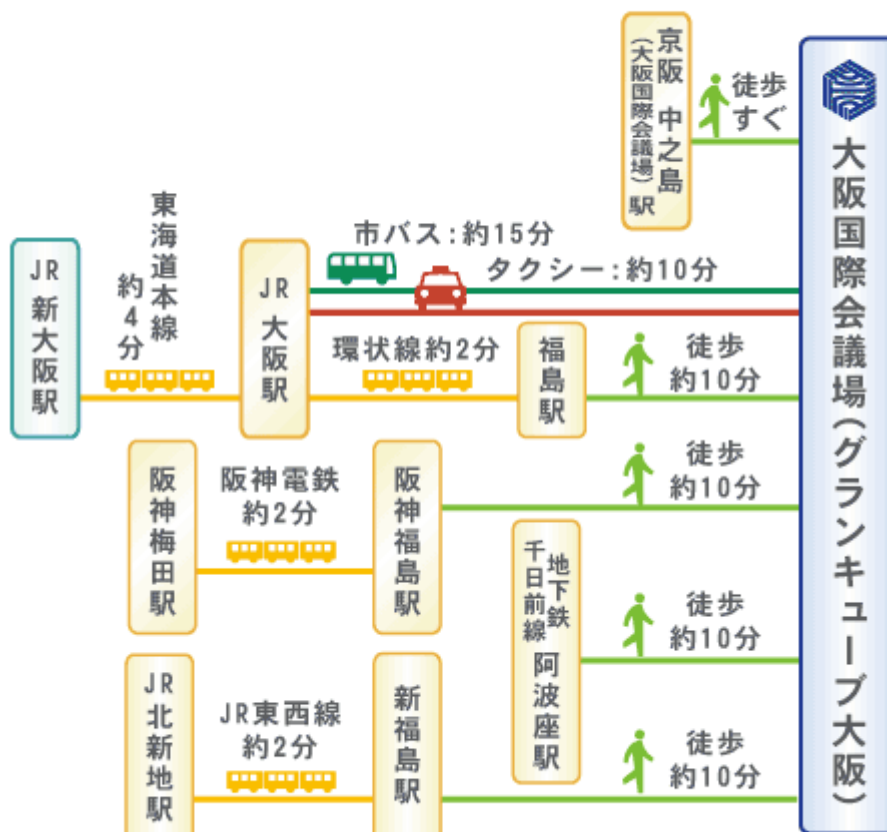 京阪 中之島駅
(大阪国際会議場)
徒歩
すぐ
大阪国際会議場(グランキューブ大阪)
JR 新大阪駅
東海道本線
約4分
JR 大阪駅
市バス:約15分
タクシー:約10分
環状線約2分
福島駅
徒歩
約10分
阪神梅田駅
阪神電鉄
約2分
阪神福島駅
徒歩
約10分
地下鉄
千日前線
阿波座駅
徒歩
約10分
JR北新地駅
JR東西線
約2分
新福島駅
徒歩
約10分